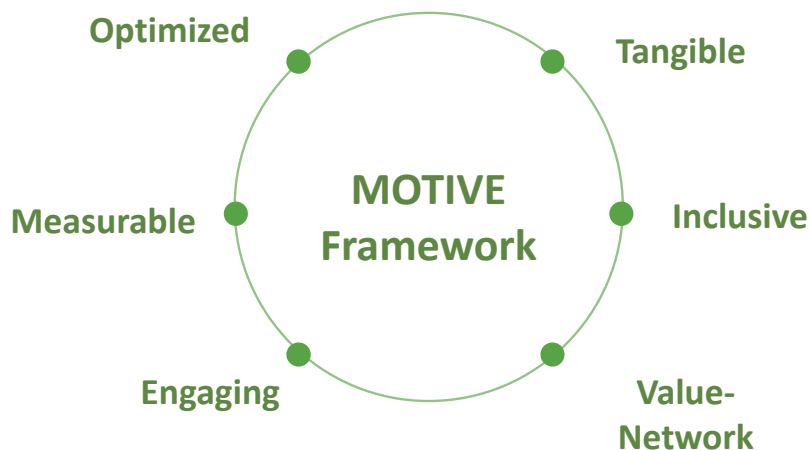 Optimized
Tangible
MOTIVE
Framework
Measurable
Inclusive
Engaging
Value-
Network